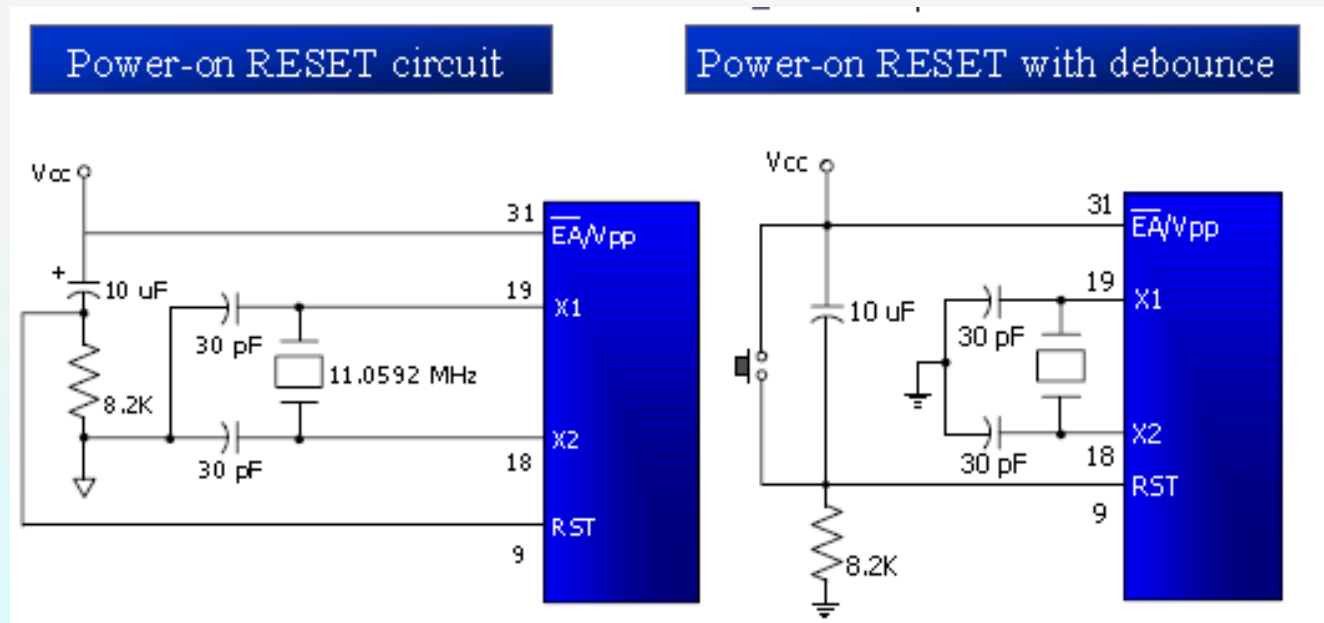 Power-on RESET circuit
Power-on RESET with debounce
Vcc
31
EA/Vpp
+
10 uF
19
X1
30 pF
11.0592 MHz
8.2K
X2
30 pF
18
RST
9
Vcc
31
EA/Vpp
19
X1
10 uF
30 pF
X2
30 pF
18
RST
9
8.2K